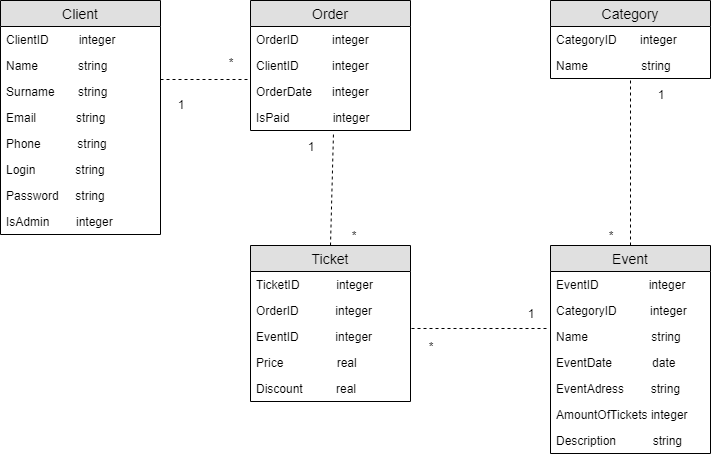 Client
ClientID integer
Name string
Surname string
Email string
Phone string
Login string
Password string
IsAdmin integer
*
1
Order
OrderID integer
ClientID integer
OrderDate integer
IsPaid integer
1
*
Category
CategoryID integer
Name string
1
*
Ticket
TicketID integer
OrderID integer
EventID integer
Price real
Discount real
1
*
Event
EventID integer
CategoryID integer
Name string
EventDate date
EventAdress string
AmountOfTickets integer
Description string